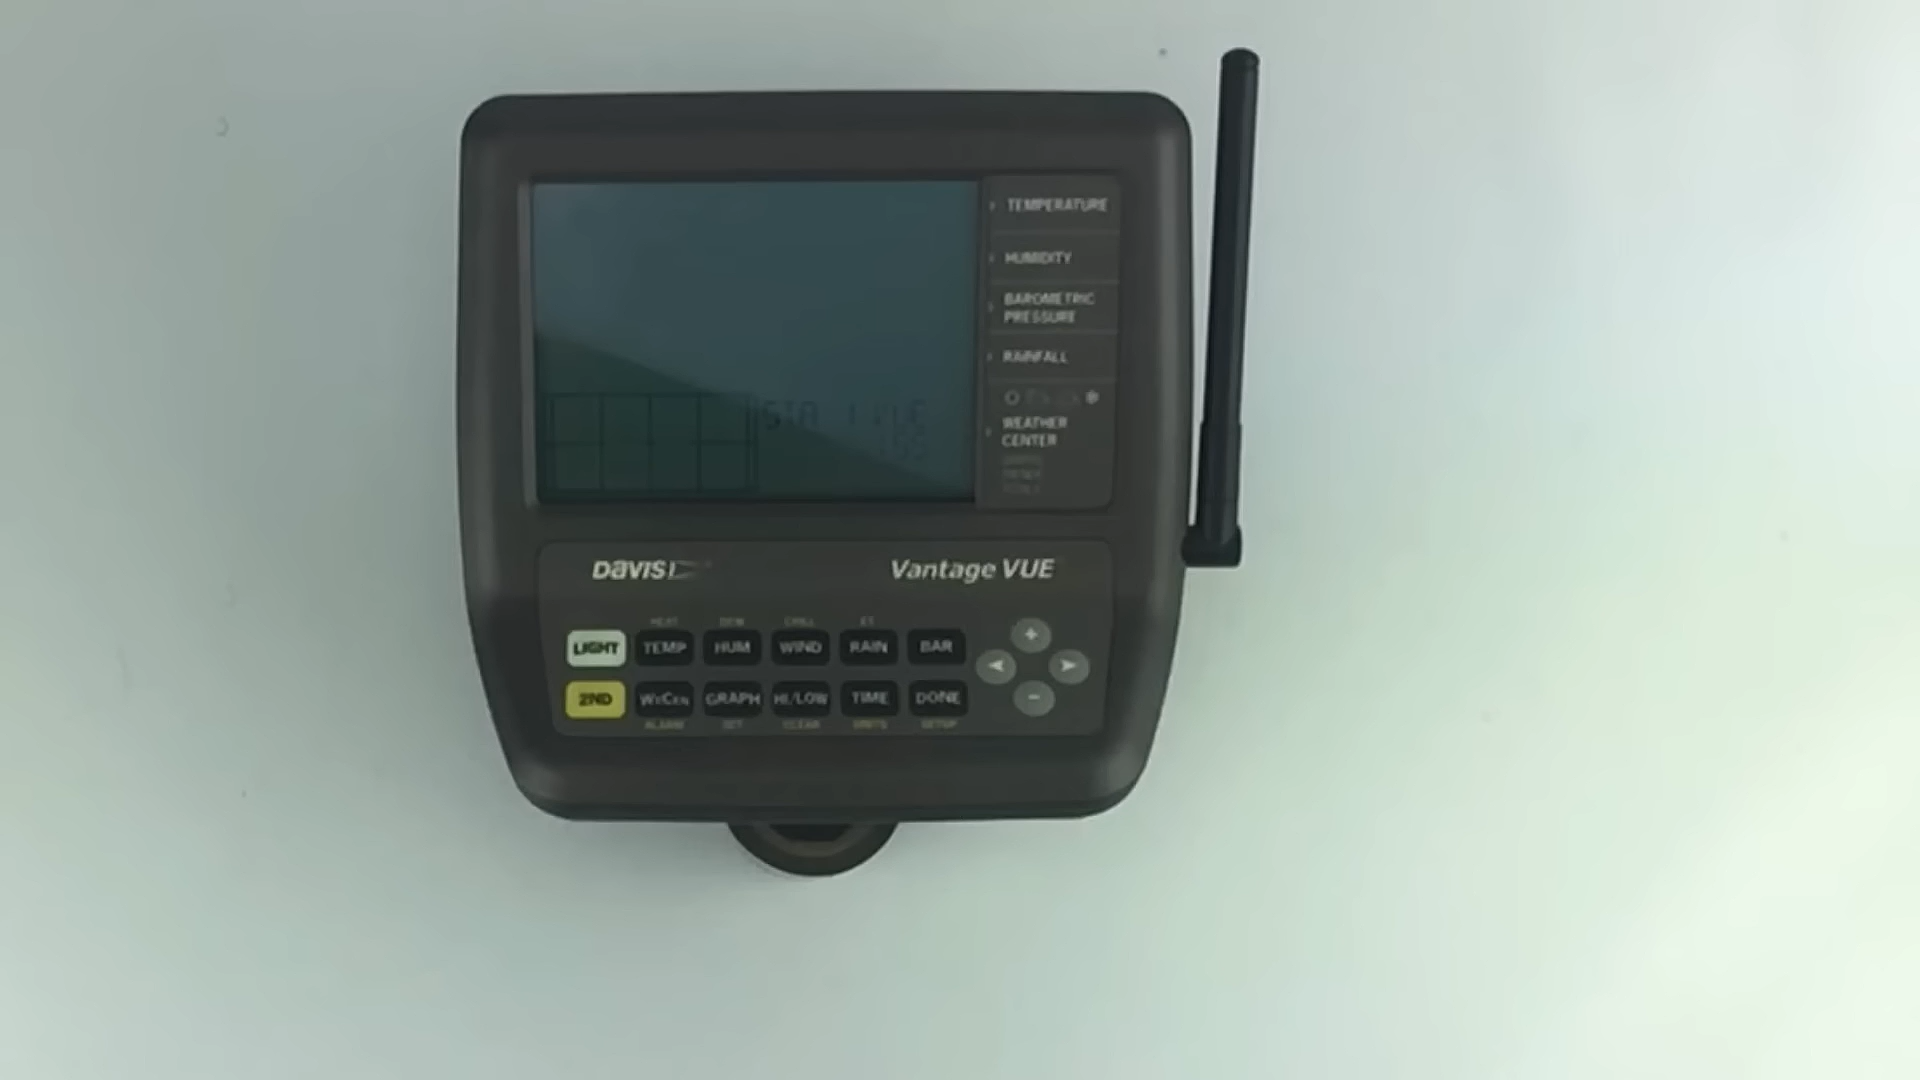 TEMPERATURE
HUMIDITY
BAROMETRIC
PRESSURE
RAINFALL
WEATHER
CENTER
DAVIS
Vantage VUE
HEAT DEW CHILL ET
LIGHT TEMP HUM WIND RAIN BAR
+
-
2ND WxCEN GRAPH HI/LOW TIME DONE
ALARM SET CLEAR UNITS SETUP